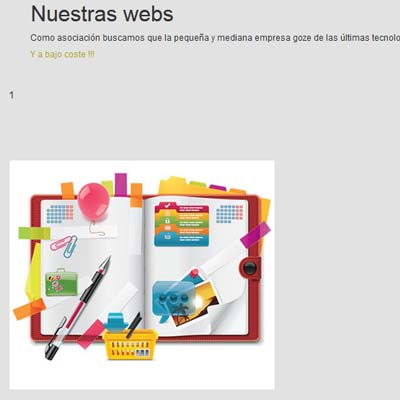 Nuestras webs
Como asociación buscamos que la pequeña y mediana empresa goze de las últimas tecnolo
Y a bajo coste !!!
1